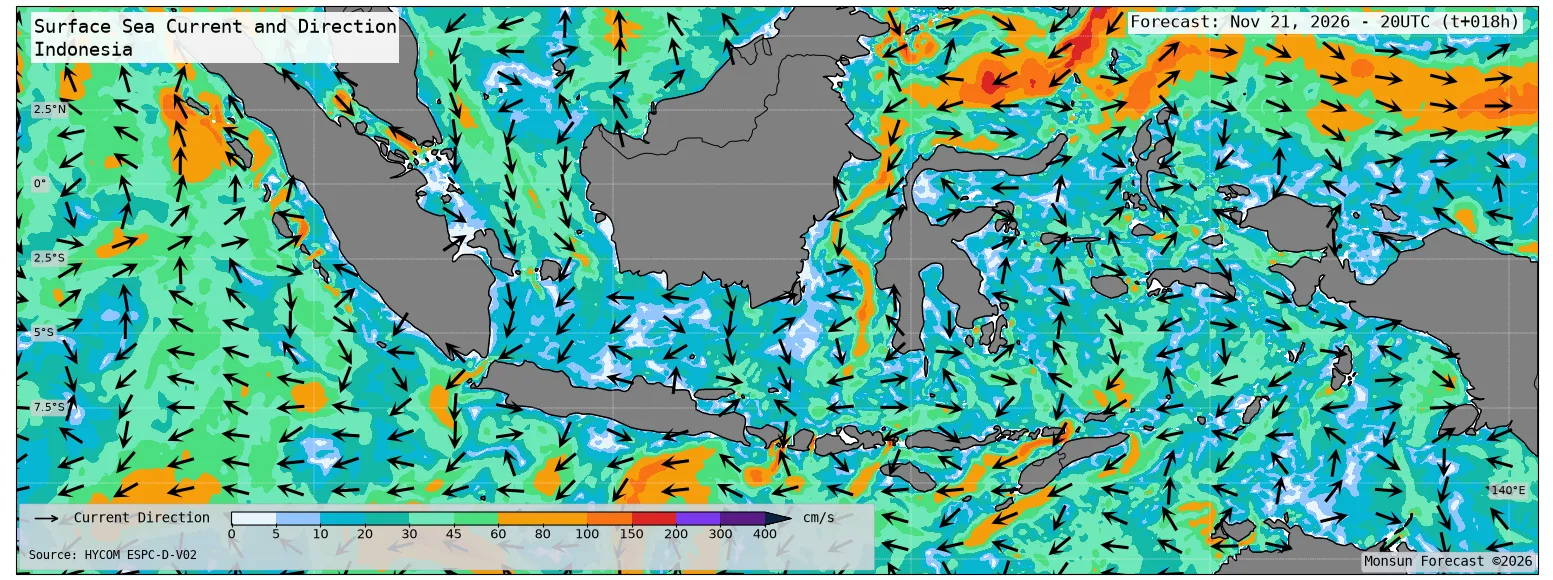 Surface Sea Current and Direction
Indonesia
Forecast: Nov 21, 2026 - 20UTC (t+018h)
2.5°N
0°
2.5°S
5°S
7.5°S
140°E
Current Direction
0 5 10 20 30 45 60 80 100 150 200 300 400 cm/s
Source: HYCOM ESPC-D-V02
Monsun Forecast ©2026